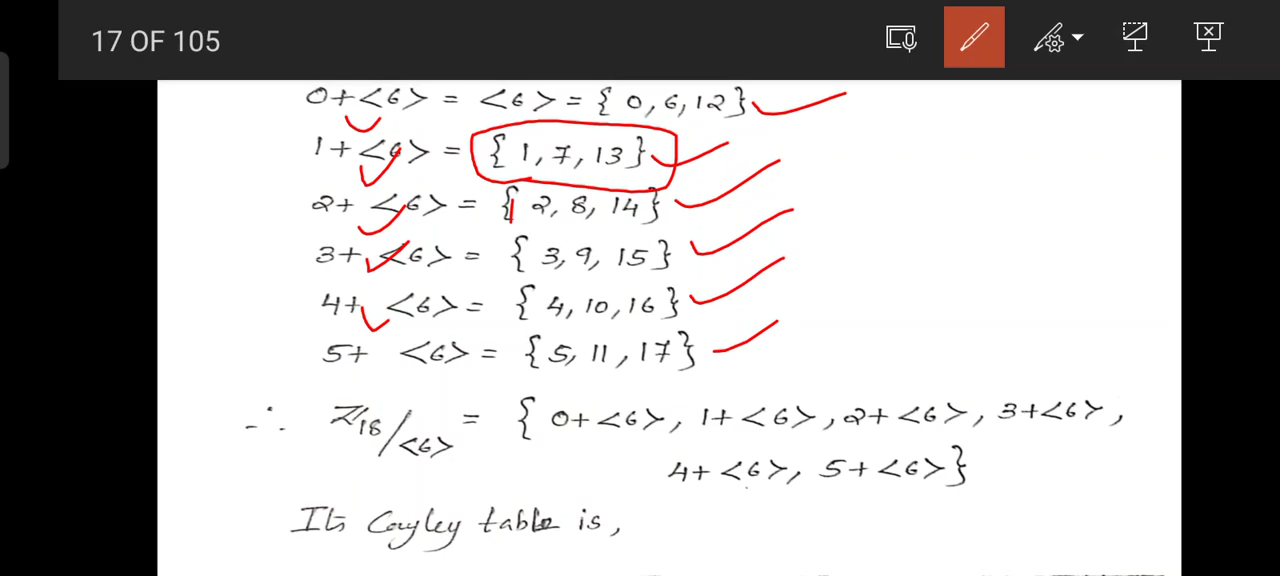 17 OF 105
0+<6> = <6> = { 0, 6, 12}
1+<6> = { 1, 7, 13}
2+ <6> = { 2, 8, 14}
3+ <6> = { 3, 9, 15}
4+ <6> = { 4, 10, 16}
5+ <6> = { 5, 11, 17}
∴ Z18/<6> = { 0+<6>, 1+<6>, 2+<6>, 3+<6>,
4+<6>, 5+<6>}
Its Cayley table is,